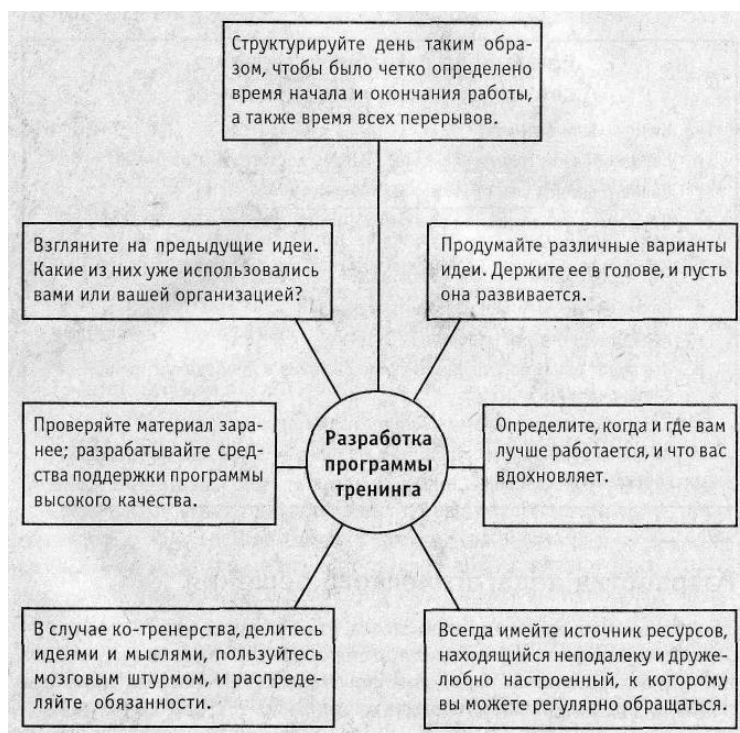 Структурируйте день таким обра-
зом, чтобы было четко определено
время начала и окончания работы,
а также время всех перерывов.
Взгляните на предыдущие идеи.
Какие из них уже использовались
вами или вашей организацией?
Продумайте различные варианты
идеи. Держите ее в голове, и пусть
она развивается.
Проверяйте материал зара-
нее; разрабатывайте сред-
ства поддержки программы
высокого качества.
Разработка
программы
тренинга
Определите, когда и где вам
лучше работается, и что вас
вдохновляет.
В случае ко-тренерства, делитесь
идеями и мыслями, пользуйтесь
мозговым штурмом, и распреде-
ляйте обязанности.
Всегда имейте источник ресурсов,
находящийся неподалеку и друже-
любно настроенный, к которому
вы можете регулярно обращаться.